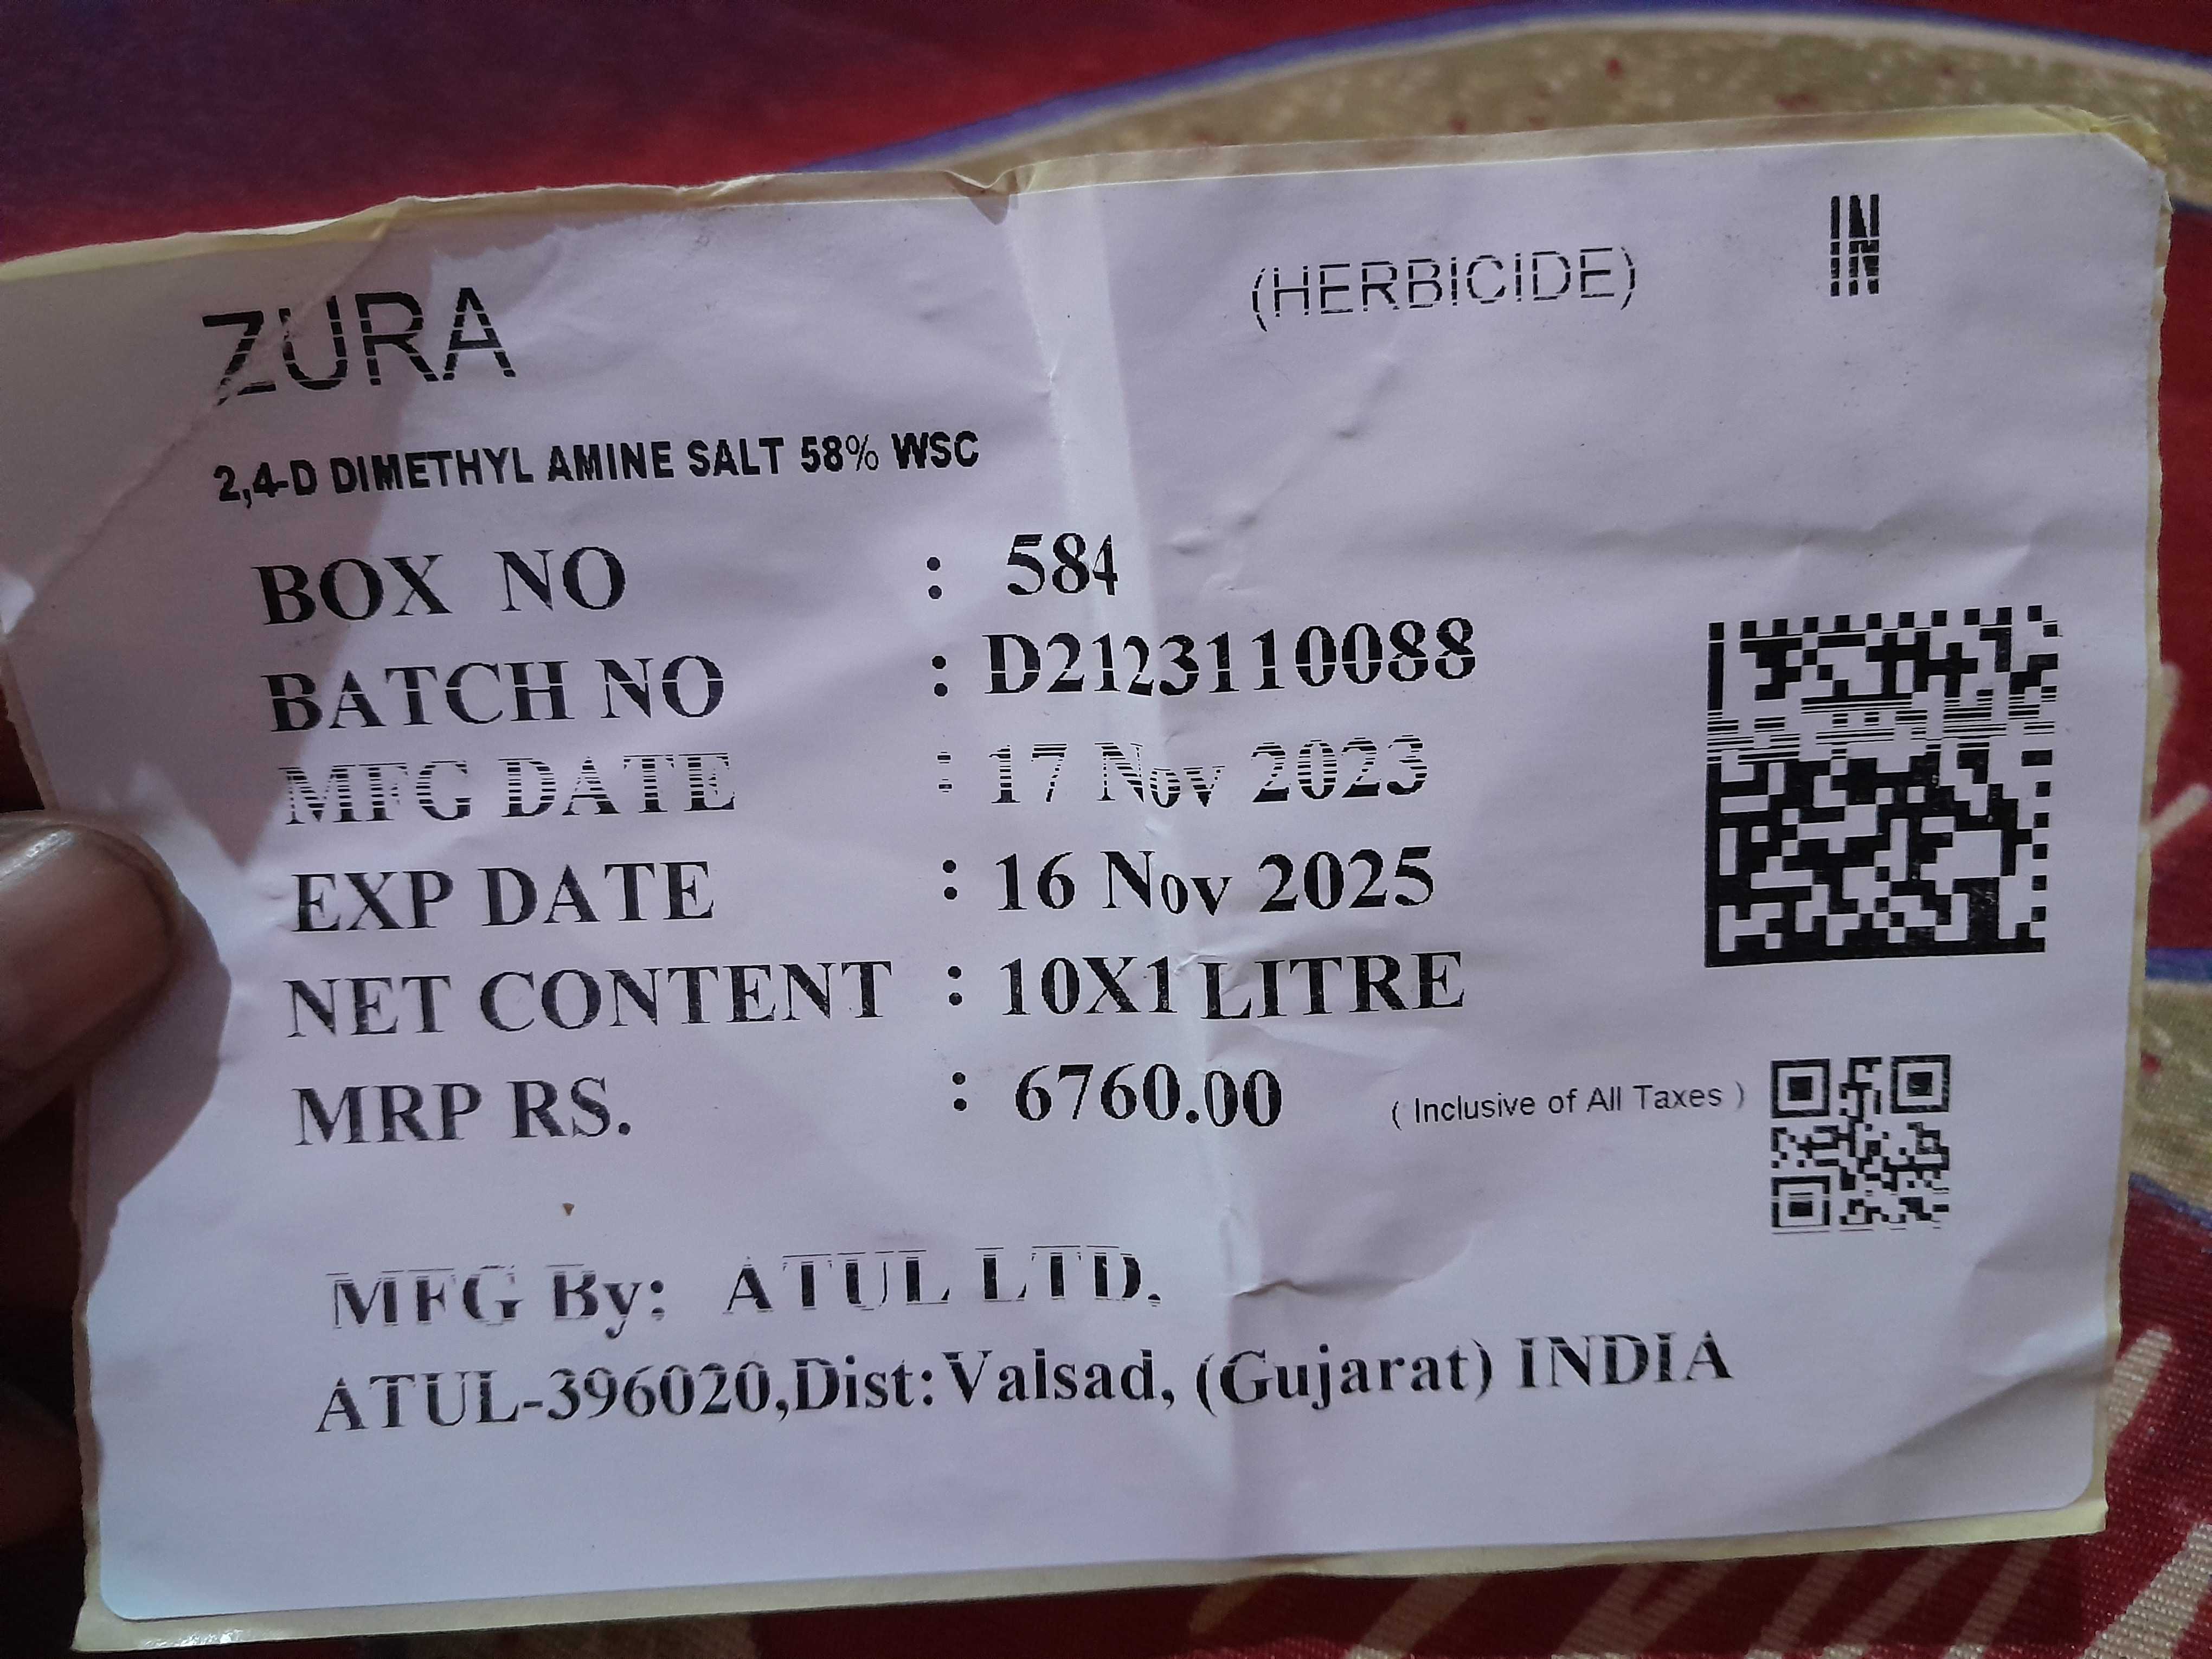 ZURA (HERBICIDE) IN
2,4-D DIMETHYL AMINE SALT 58% WSC
BOX NO : 584
BATCH NO : D2123110088
MFG DATE : 17 Nov 2023
EXP DATE : 16 Nov 2025
NET CONTENT : 10X1 LITRE
MRP RS. : 6760.00 ( Inclusive of All Taxes )
MFG By: ATUL LTD.
ATUL-396020,Dist: Valsad, (Gujarat) INDIA